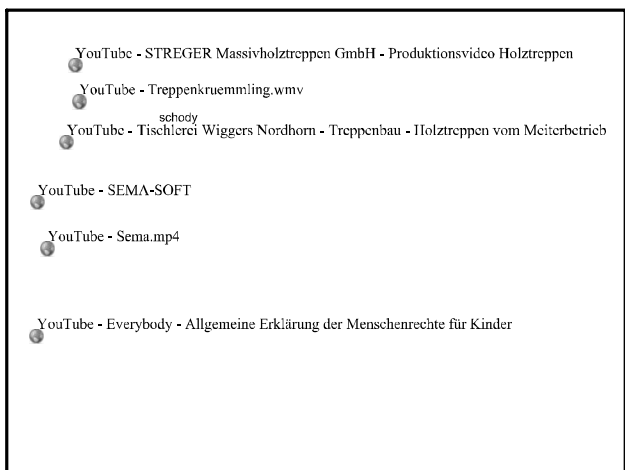 YouTube - STREGER Massivholztreppen GmbH - Produktionsvideo Holztreppen
YouTube - Treppenkruemmling.wmv
schody
YouTube - Tischlerei Wiggers Nordhorn - Treppenbau - Holztreppen vom Meiterbetrieb
YouTube - SEMA-SOFT
YouTube - Sema.mp4
YouTube - Everybody - Allgemeine Erklärung der Menschenrechte für Kinder